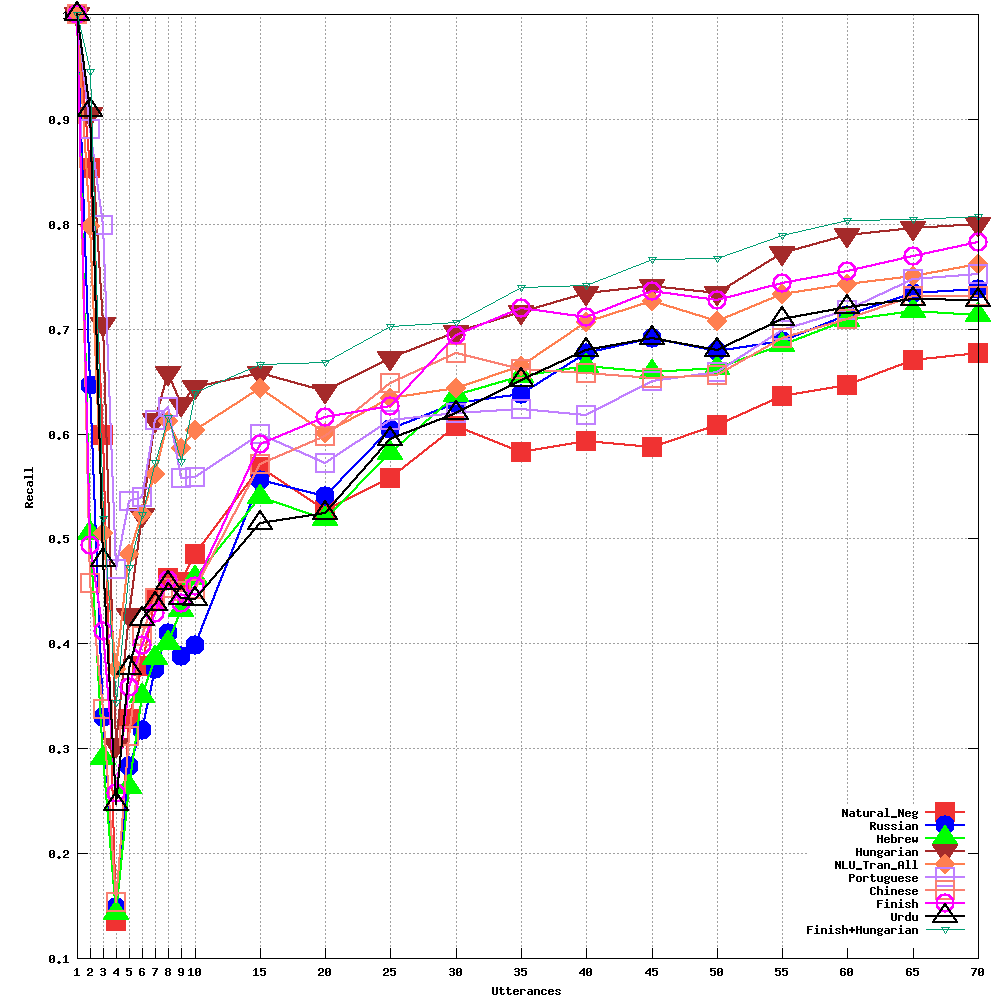 1
0.9
0.8
0.7
0.6
0.5
0.4
0.3
0.2
0.1
Recall
1 2 3 4 5 6 7 8 9 10 15 20 25 30 35 40 45 50 55 60 65 70
Utterances
Natural_Neg
Russian
Hebrew
Hungarian
NLU_Tran_All
Portuguese
Chinese
Finish
Urdu
Finish+Hungarian